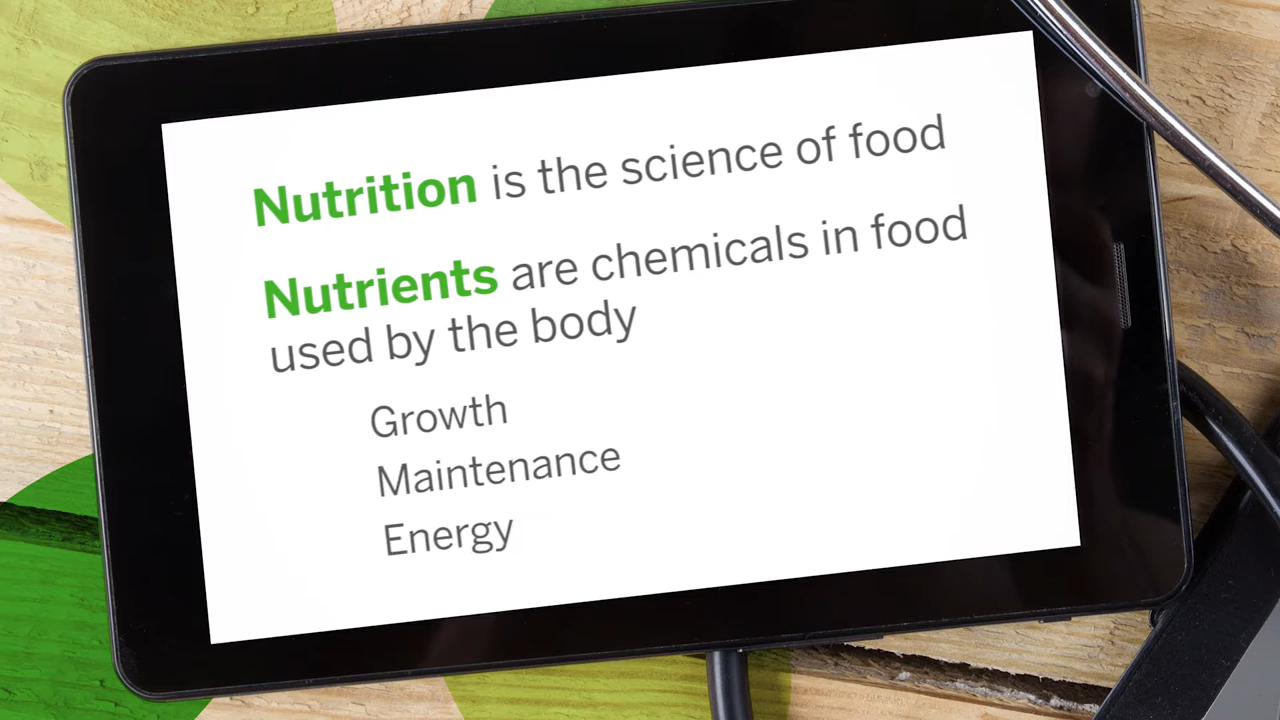 Nutrition is the science of food
Nutrients are chemicals in food
used by the body
Growth
Maintenance
Energy